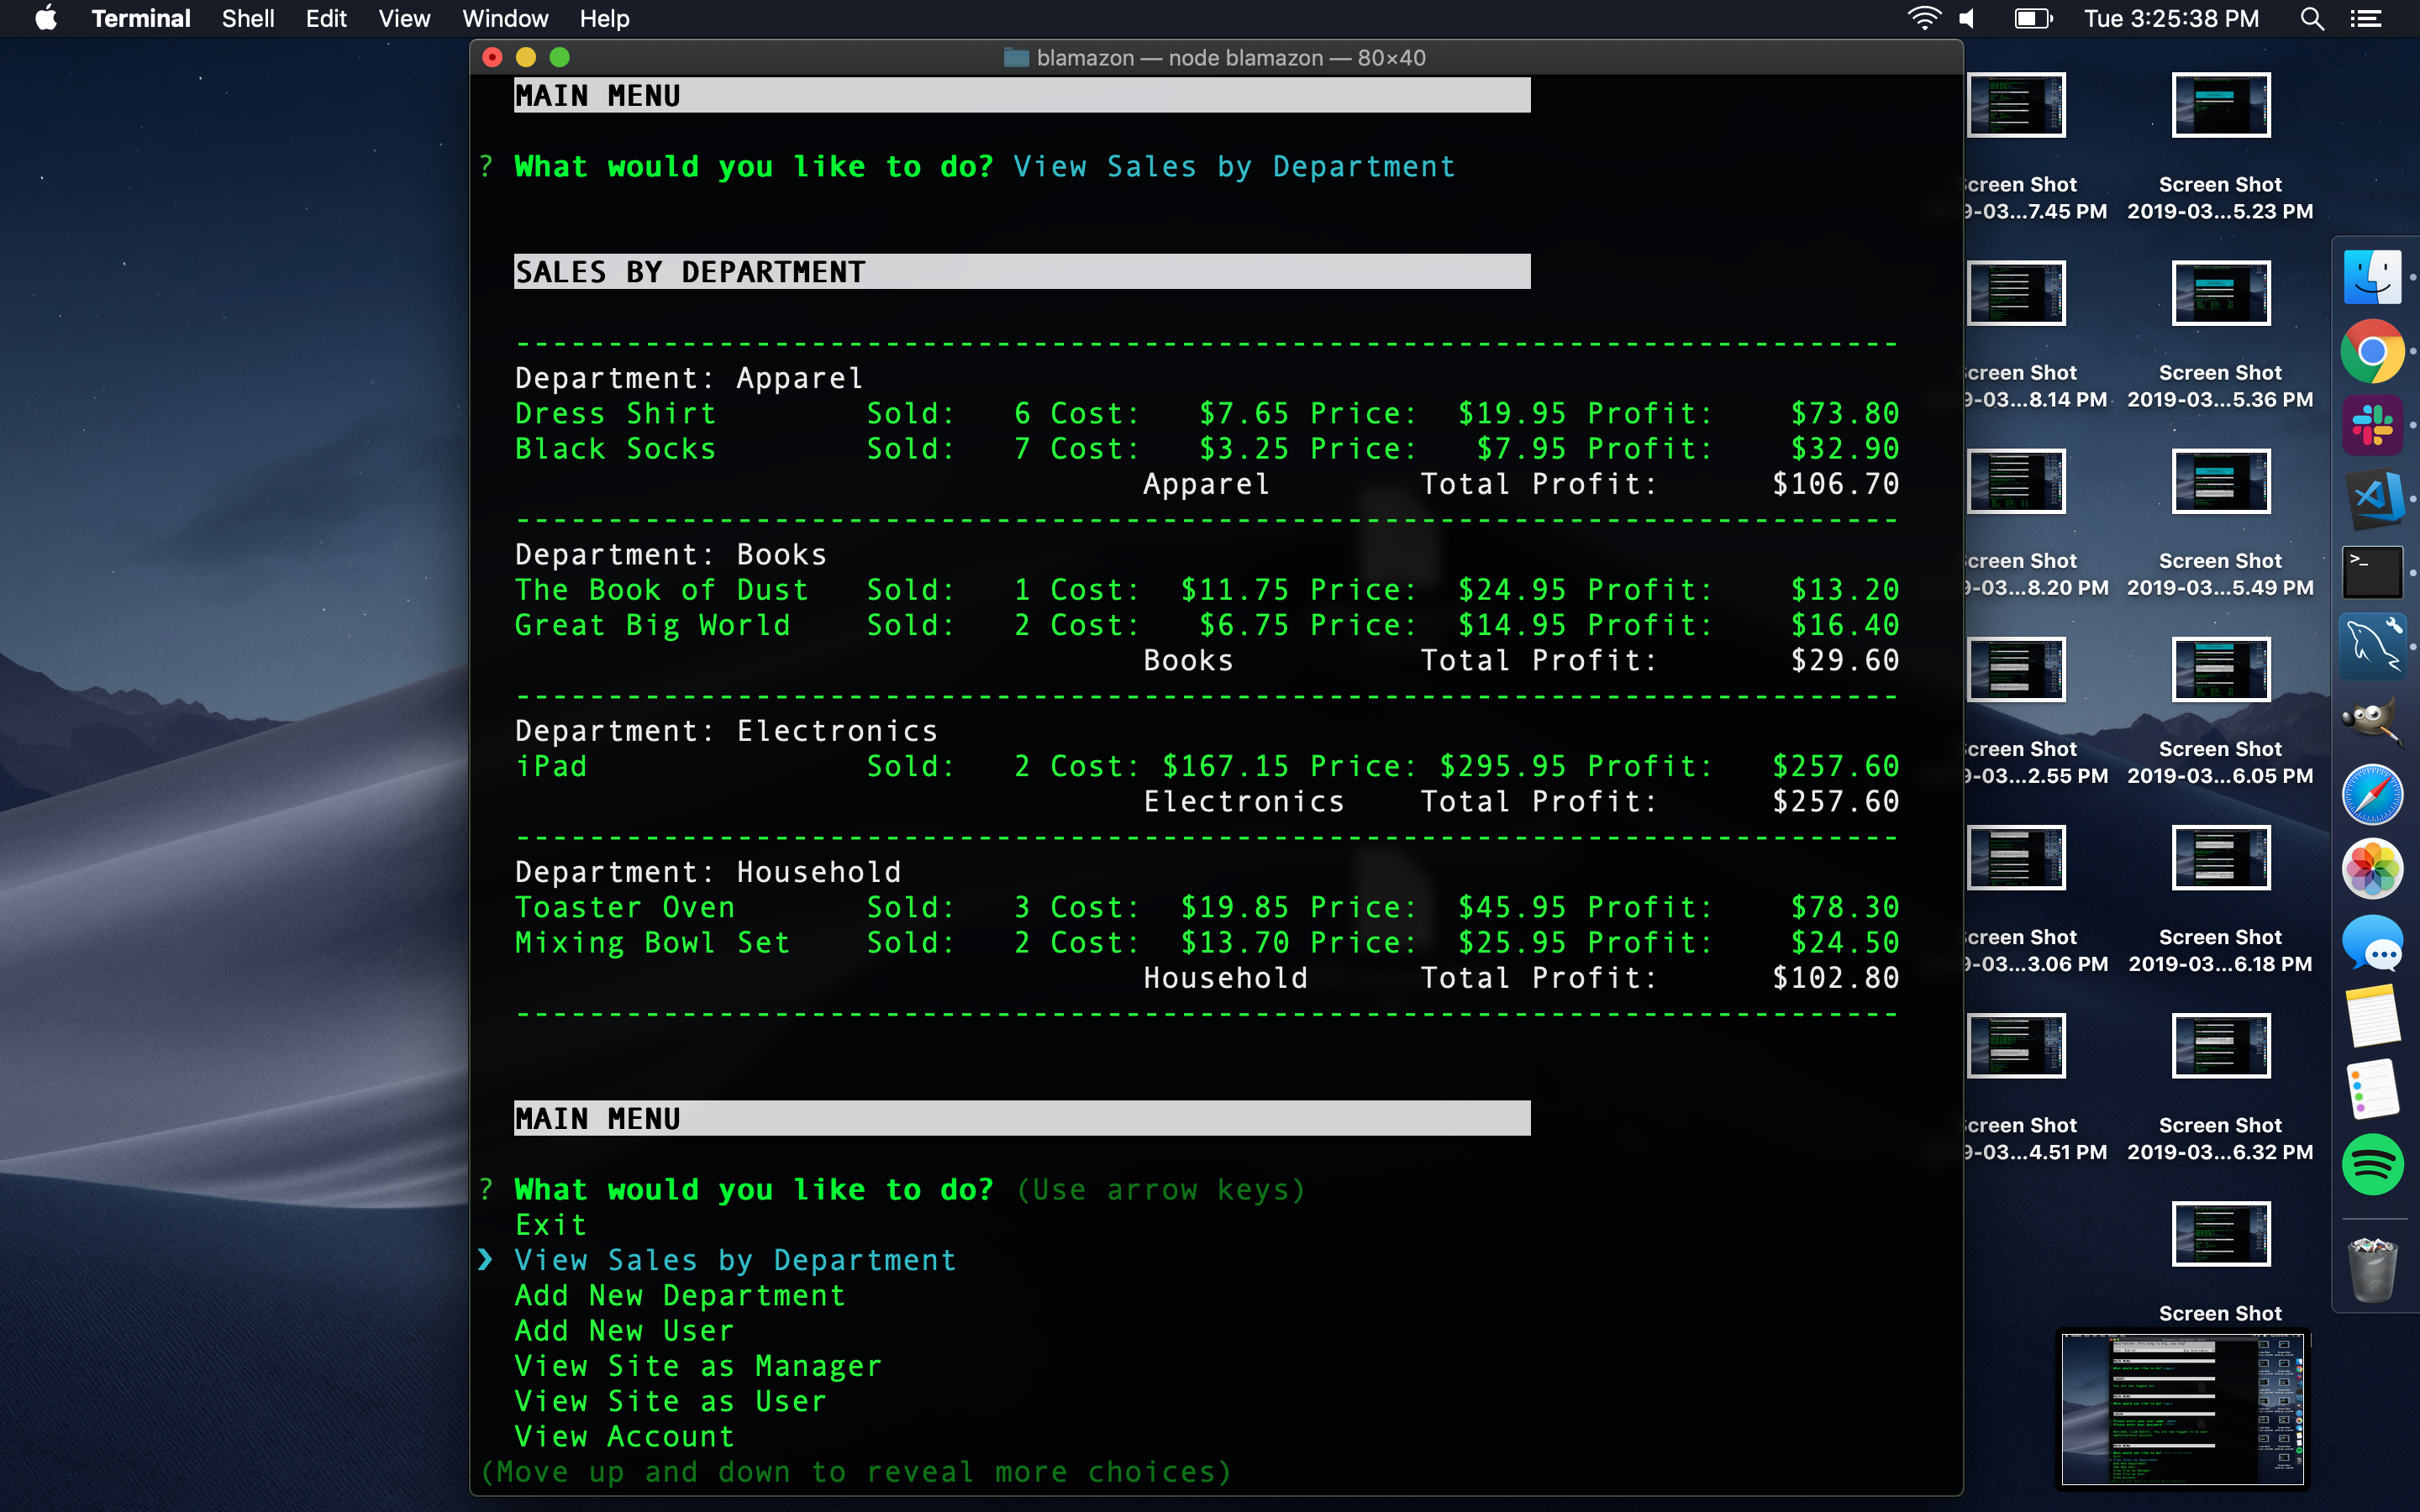 Terminal Shell Edit View Window Help Tue 3:25:38 PM
blamazon — node blamazon — 80×40
MAIN MENU
? What would you like to do? View Sales by Department
SALES BY DEPARTMENT
--------------------------------------------------------------------------
Department: Apparel
Dress Shirt Sold: 6 Cost: $7.65 Price: $19.95 Profit: $73.80
Black Socks Sold: 7 Cost: $3.25 Price: $7.95 Profit: $32.90
Apparel Total Profit: $106.70
--------------------------------------------------------------------------
Department: Books
The Book of Dust Sold: 1 Cost: $11.75 Price: $24.95 Profit: $13.20
Great Big World Sold: 2 Cost: $6.75 Price: $14.95 Profit: $16.40
Books Total Profit: $29.60
--------------------------------------------------------------------------
Department: Electronics
iPad Sold: 2 Cost: $167.15 Price: $295.95 Profit: $257.60
Electronics Total Profit: $257.60
--------------------------------------------------------------------------
Department: Household
Toaster Oven Sold: 3 Cost: $19.85 Price: $45.95 Profit: $78.30
Mixing Bowl Set Sold: 2 Cost: $13.70 Price: $25.95 Profit: $24.50
Household Total Profit: $102.80
--------------------------------------------------------------------------
MAIN MENU
? What would you like to do? (Use arrow keys)
Exit
❯ View Sales by Department
Add New Department
Add New User
View Site as Manager
View Site as User
View Account
(Move up and down to reveal more choices)
creen Shot Screen Shot
9-03...7.45 PM 2019-03...5.23 PM
creen Shot Screen Shot
9-03...8.14 PM 2019-03...5.36 PM
creen Shot Screen Shot
9-03...8.20 PM 2019-03...5.49 PM
creen Shot Screen Shot
9-03...2.55 PM 2019-03...6.05 PM
creen Shot Screen Shot
9-03...3.06 PM 2019-03...6.18 PM
creen Shot Screen Shot
9-03...4.51 PM 2019-03...6.32 PM
Screen Shot